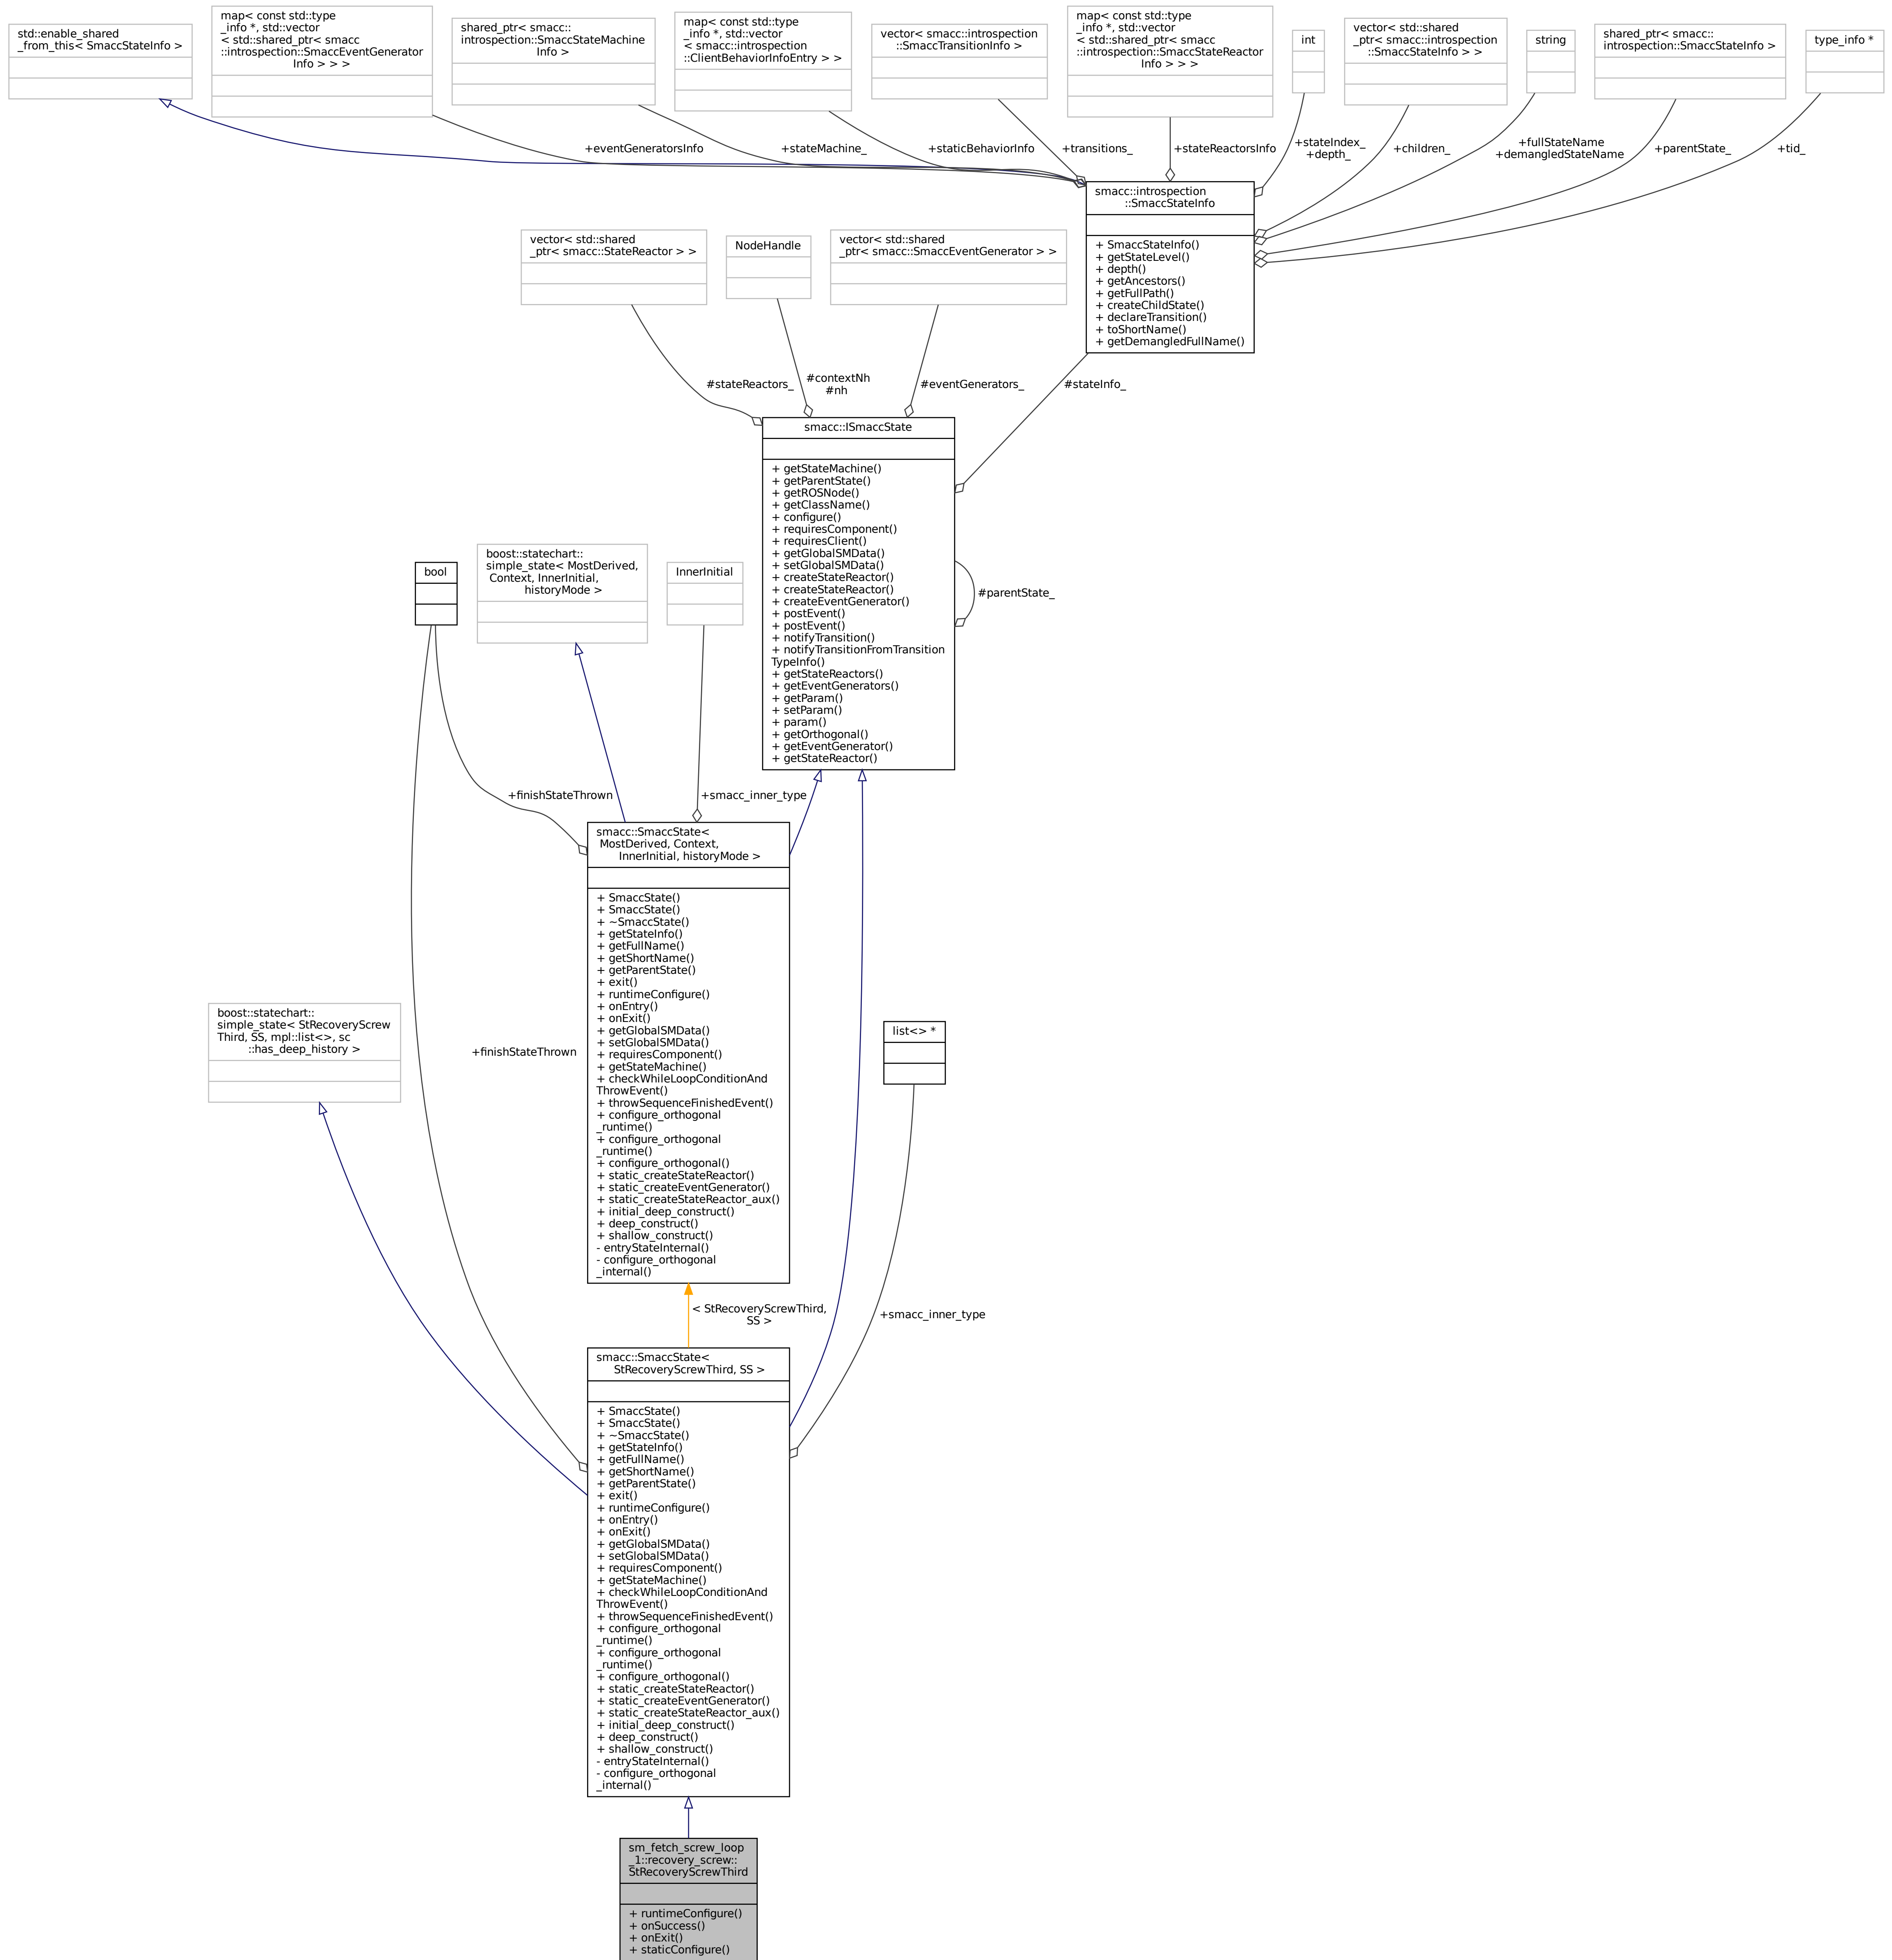 std::enable_shared
_from_this< SmaccStateInfo >
map< const std::type
_info *, std::vector
< std::shared_ptr< smacc
::introspection::SmaccEventGenerator
Info > > >
shared_ptr< smacc::
introspection::SmaccStateMachine
Info >
map< const std::type
_info *, std::vector
< smacc::introspection
::ClientBehaviorInfoEntry > >
vector< smacc::introspection
::SmaccTransitionInfo >
map< const std::type
_info *, std::vector
< std::shared_ptr< smacc
::introspection::SmaccStateReactor
Info > > >
int
vector< std::shared
_ptr< smacc::introspection
::SmaccStateInfo > >
string
shared_ptr< smacc::
introspection::SmaccStateInfo >
type_info *
+eventGeneratorsInfo
+stateMachine_
+staticBehaviorInfo
+transitions_
+stateReactorsInfo
+stateIndex_
+depth_
+children_
+fullStateName
+demangledStateName
+parentState_
+tid_
smacc::introspection
::SmaccStateInfo
+ SmaccStateInfo()
+ getStateLevel()
+ depth()
+ getAncestors()
+ getFullPath()
+ createChildState()
+ declareTransition()
+ toShortName()
+ getDemangledFullName()
vector< std::shared
_ptr< smacc::StateReactor > >
NodeHandle
vector< std::shared
_ptr< smacc::SmaccEventGenerator > >
#stateReactors_
#contextNh
#nh
#eventGenerators_
#stateInfo_
smacc::ISmaccState
+ getStateMachine()
+ getParentState()
+ getROSNode()
+ getClassName()
+ configure()
+ requiresComponent()
+ requiresClient()
+ getGlobalSMData()
+ setGlobalSMData()
+ createStateReactor()
+ createStateReactor()
+ createEventGenerator()
+ postEvent()
+ postEvent()
+ notifyTransition()
+ notifyTransitionFromTransition
TypeInfo()
+ getStateReactors()
+ getEventGenerators()
+ getParam()
+ setParam()
+ param()
+ getOrthogonal()
+ getEventGenerator()
+ getStateReactor()
#parentState_
bool
boost::statechart::
simple_state< MostDerived,
Context, InnerInitial,
historyMode >
InnerInitial
+finishStateThrown
+smacc_inner_type
smacc::SmaccState<
MostDerived, Context,
InnerInitial, historyMode >
+ SmaccState()
+ SmaccState()
+ ~SmaccState()
+ getStateInfo()
+ getFullName()
+ getShortName()
+ getParentState()
+ exit()
+ runtimeConfigure()
+ onEntry()
+ onExit()
+ getGlobalSMData()
+ setGlobalSMData()
+ requiresComponent()
+ getStateMachine()
+ checkWhileLoopConditionAnd
ThrowEvent()
+ throwSequenceFinishedEvent()
+ configure_orthogonal
_runtime()
+ configure_orthogonal
_runtime()
+ configure_orthogonal()
+ static_createStateReactor()
+ static_createEventGenerator()
+ static_createStateReactor_aux()
+ initial_deep_construct()
+ deep_construct()
+ shallow_construct()
- entryStateInternal()
- configure_orthogonal
_internal()
boost::statechart::
simple_state< StRecoveryScrew
Third, SS, mpl::list<>, sc
::has_deep_history >
+finishStateThrown
list<> *
< StRecoveryScrewThird,
SS >
+smacc_inner_type
smacc::SmaccState<
StRecoveryScrewThird, SS >
+ SmaccState()
+ SmaccState()
+ ~SmaccState()
+ getStateInfo()
+ getFullName()
+ getShortName()
+ getParentState()
+ exit()
+ runtimeConfigure()
+ onEntry()
+ onExit()
+ getGlobalSMData()
+ setGlobalSMData()
+ requiresComponent()
+ getStateMachine()
+ checkWhileLoopConditionAnd
ThrowEvent()
+ throwSequenceFinishedEvent()
+ configure_orthogonal
_runtime()
+ configure_orthogonal
_runtime()
+ configure_orthogonal()
+ static_createStateReactor()
+ static_createEventGenerator()
+ static_createStateReactor_aux()
+ initial_deep_construct()
+ deep_construct()
+ shallow_construct()
- entryStateInternal()
- configure_orthogonal
_internal()
sm_fetch_screw_loop
_1::recovery_screw::
StRecoveryScrewThird
+ runtimeConfigure()
+ onSuccess()
+ onExit()
+ staticConfigure()